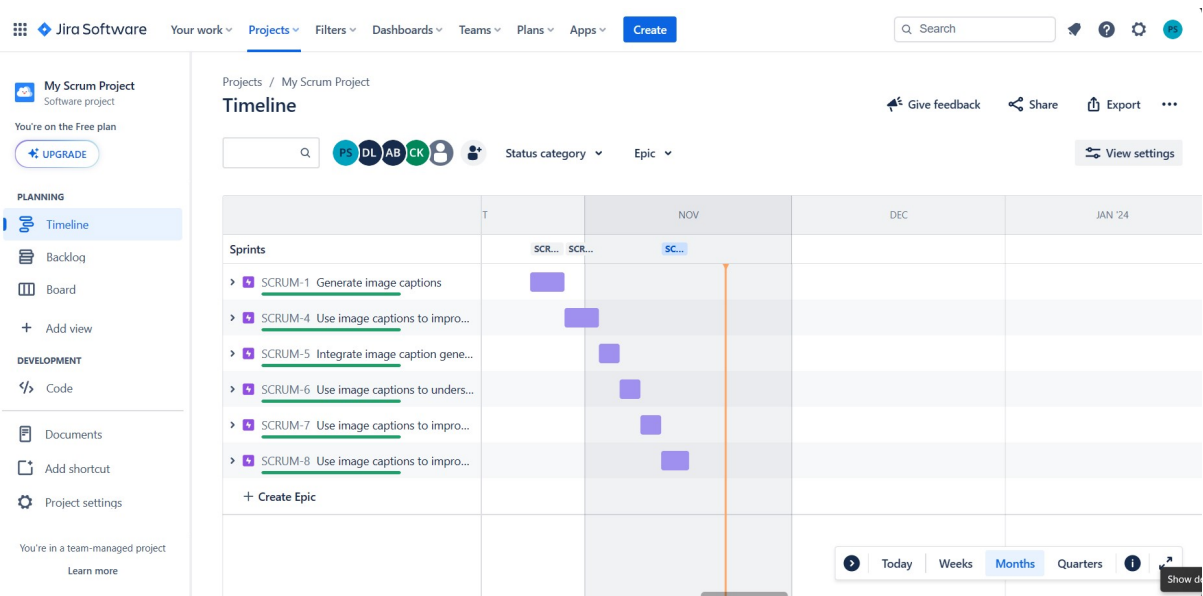 Jira Software Your work Projects Filters Dashboards Teams Plans Apps Create Search PS
My Scrum Project
Software project
You're on the Free plan
UPGRADE
PLANNING
Timeline
Backlog
Board
Add view
DEVELOPMENT
Code
Documents
Add shortcut
Project settings
You're in a team-managed project
Learn more
Projects / My Scrum Project
Timeline
Give feedback Share Export
PS DL AB CK Status category Epic View settings
T NOV DEC JAN '24
Sprints SCR... SCR... SC...
SCRUM-1 Generate image captions
SCRUM-4 Use image captions to impro...
SCRUM-5 Integrate image caption gene...
SCRUM-6 Use image captions to unders...
SCRUM-7 Use image captions to impro...
SCRUM-8 Use image captions to impro...
+ Create Epic
Today Weeks Months Quarters
Show de